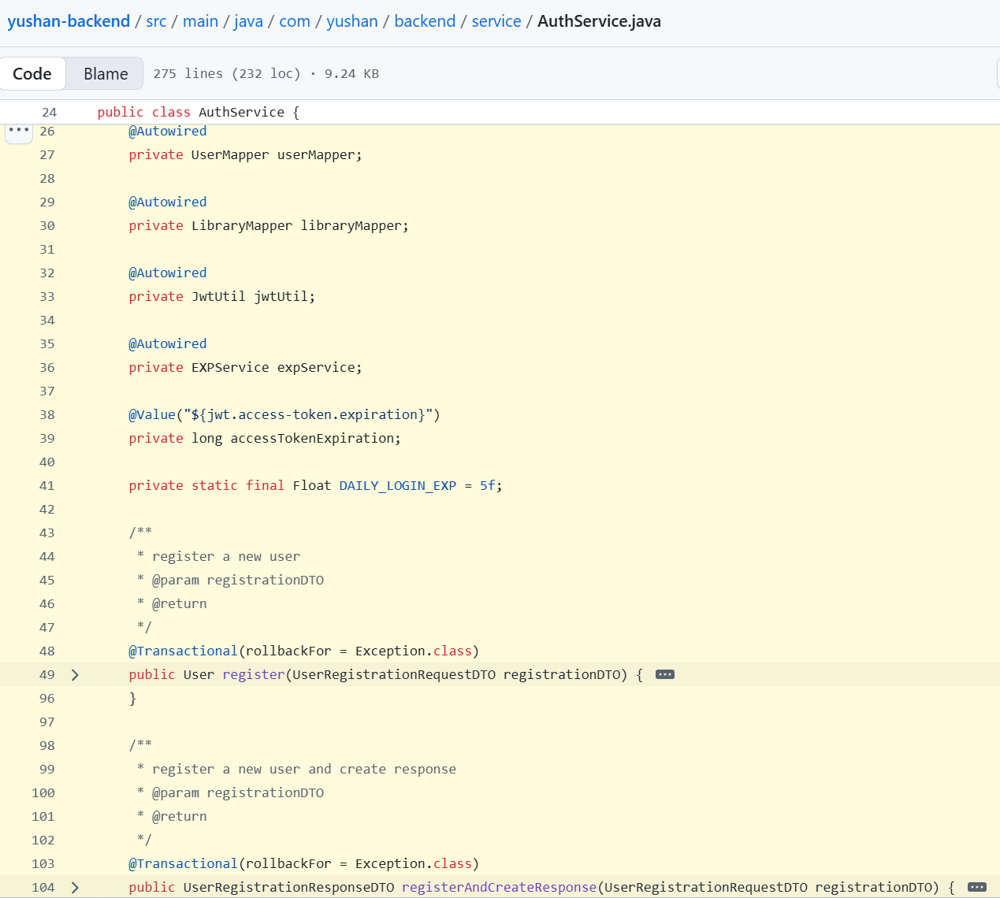 yushan-backend / src / main / java / com / yushan / backend / service / AuthService.java
Code Blame 275 lines (232 loc) · 9.24 KB
24 public class AuthService {
26 @Autowired
27 private UserMapper userMapper;
28
29 @Autowired
30 private LibraryMapper libraryMapper;
31
32 @Autowired
33 private JwtUtil jwtUtil;
34
35 @Autowired
36 private EXPService expService;
37
38 @Value("${jwt.access-token.expiration}")
39 private long accessTokenExpiration;
40
41 private static final Float DAILY_LOGIN_EXP = 5f;
42
43 /**
44 * register a new user
45 * @param registrationDTO
46 * @return
47 */
48 @Transactional(rollbackFor = Exception.class)
49 public User register(UserRegistrationRequestDTO registrationDTO) {
96 }
97
98 /**
99 * register a new user and create response
100 * @param registrationDTO
101 * @return
102 */
103 @Transactional(rollbackFor = Exception.class)
104 public UserRegistrationResponseDTO registerAndCreateResponse(UserRegistrationRequestDTO registrationDTO) {